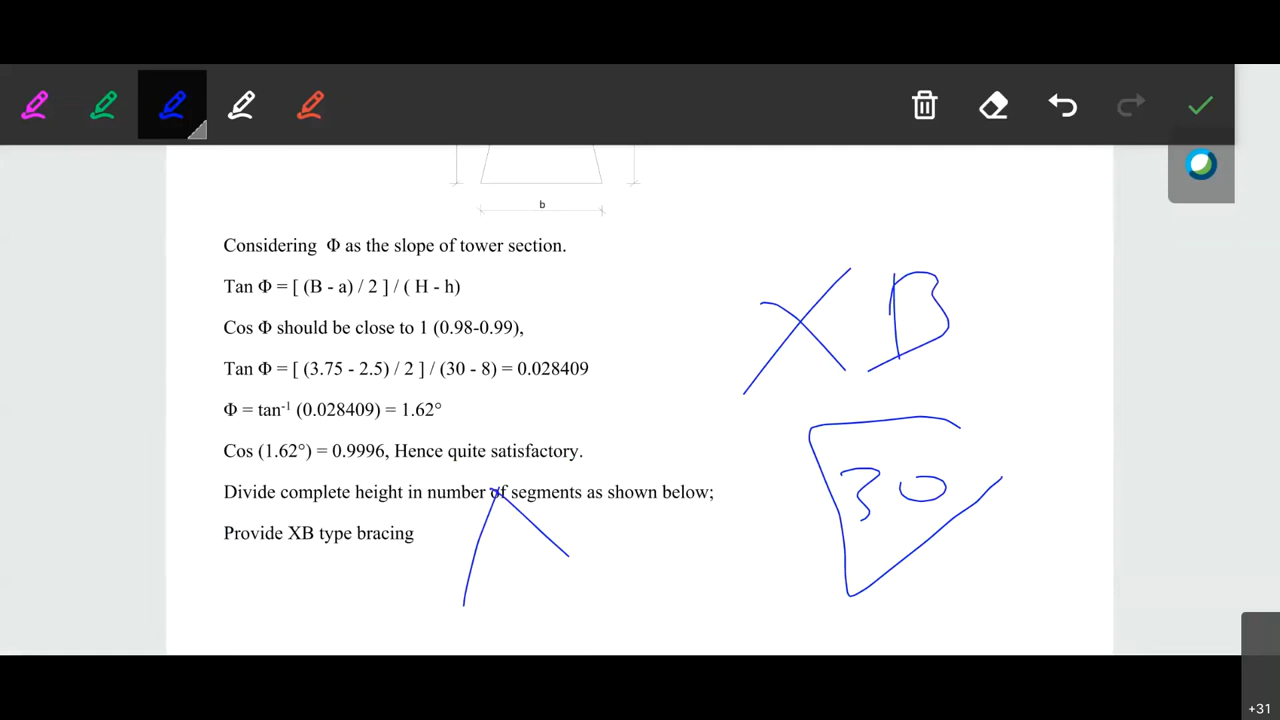 b
Considering Φ as the slope of tower section.
Tan Φ = [ (B - a) / 2 ] / ( H - h)
Cos Φ should be close to 1 (0.98-0.99),
Tan Φ = [ (3.75 - 2.5) / 2 ] / (30 - 8) = 0.028409
Φ = tan⁻¹ (0.028409) = 1.62°
Cos (1.62°) = 0.9996, Hence quite satisfactory.
Divide complete height in number of segments as shown below;
Provide XB type bracing
XB
30
+31